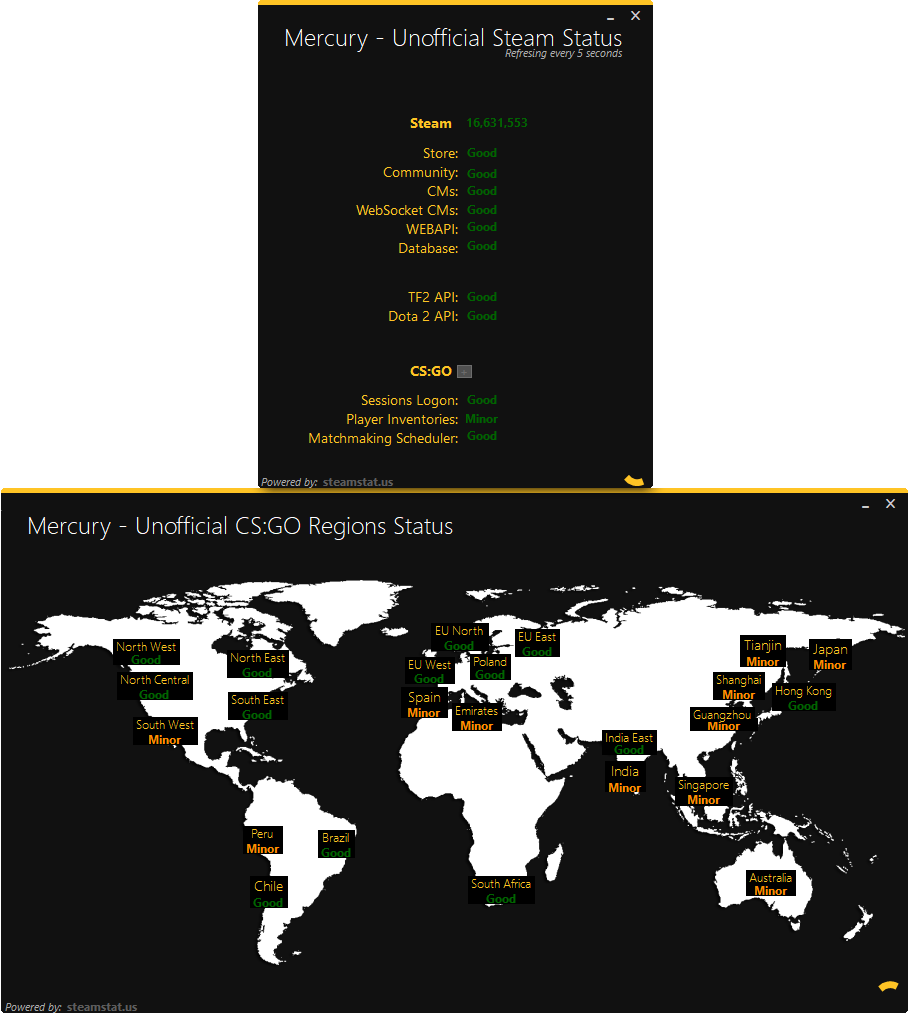 Mercury - Unofficial Steam Status
Refresing every 5 seconds
Steam 16,631,553
Store: Good
Community: Good
CMs: Good
WebSocket CMs: Good
WEBAPI: Good
Database: Good
TF2 API: Good
Dota 2 API: Good
CS:GO
Sessions Logon: Good
Player Inventories: Minor
Matchmaking Scheduler: Good
Powered by: steamstat.us
Mercury - Unofficial CS:GO Regions Status
North West
Good
North East
Good
North Central
Good
South East
Good
South West
Minor
EU North
Good
EU East
Good
EU West
Good
Poland
Good
Spain
Minor
Emirates
Minor
Tianjin
Minor
Japan
Minor
Shanghai
Minor
Hong Kong
Good
Guangzhou
Minor
India East
Good
India
Minor
Singapore
Minor
Peru
Minor
Brazil
Good
Chile
Good
South Africa
Good
Australia
Minor
Powered by: steamstat.us